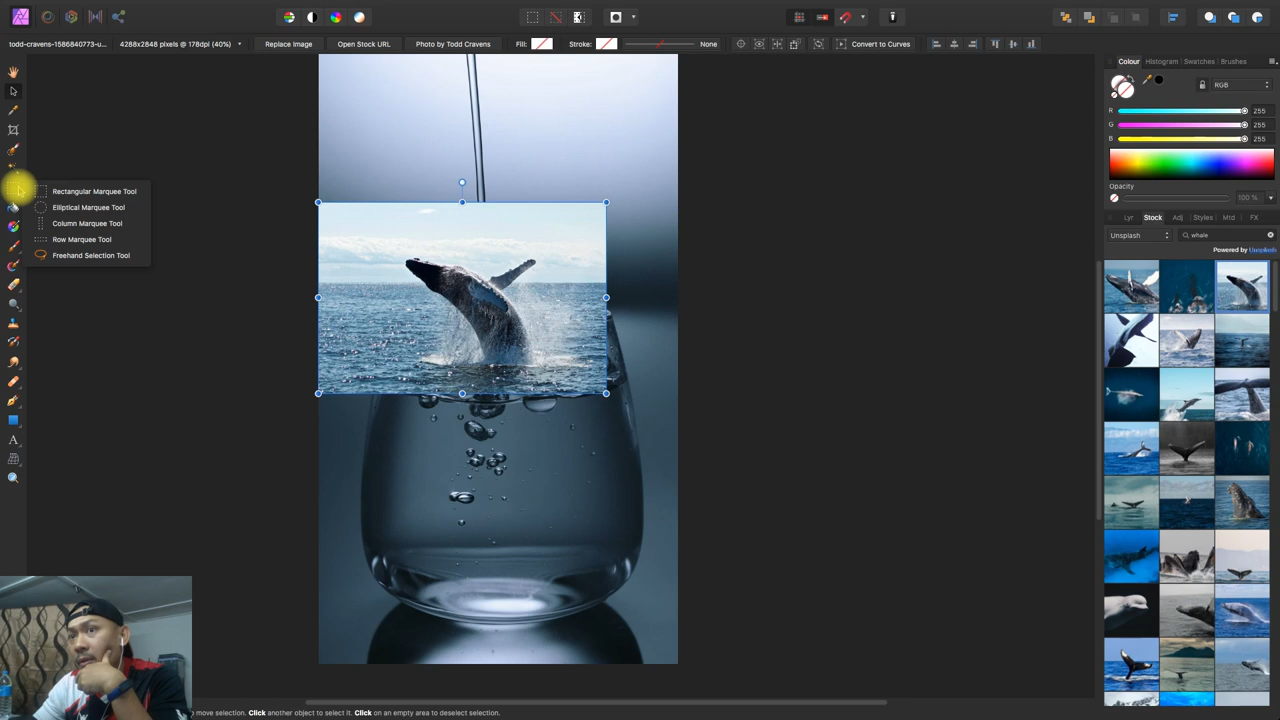 todd-cravens-1586840773-u...
4288x2848 pixels @ 178dpi (40%)
Replace Image
Open Stock URL
Photo by Todd Cravens
Fill:
Stroke:
None
Convert to Curves
Colour
Histogram
Swatches
Brushes
RGB
R
255
G
255
B
255
Opacity
100 %
Lyr
Stock
Adj
Styles
Mtd
FX
Unsplash
whale
Powered by Unsplash
Rectangular Marquee Tool
Elliptical Marquee Tool
Column Marquee Tool
Row Marquee Tool
Freehand Selection Tool
A
to move selection. Click another object to select it. Click on an empty area to deselect selection.